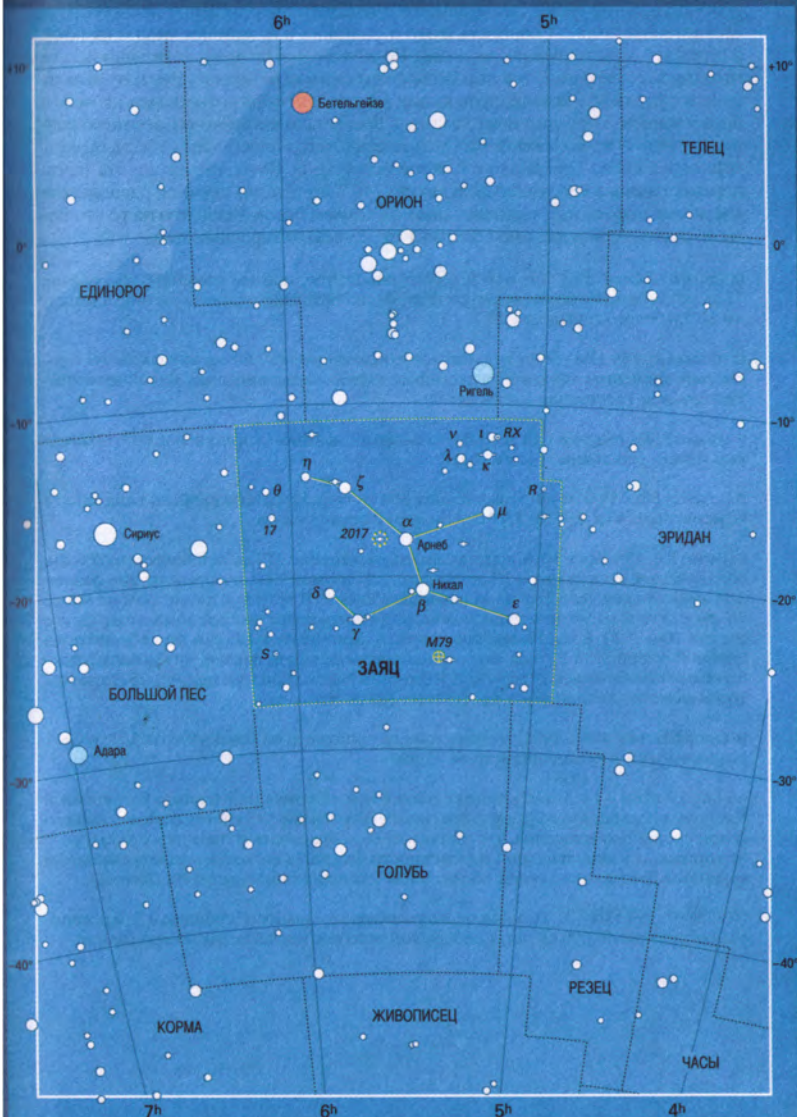 6h 5h
+10° +10°
Бетельгейзе
ТЕЛЕЦ
ОРИОН
0° 0°
ЕДИНОРОГ
Ригель
-10° -10°
ν ι RX
λ κ
η ζ
θ R
17 μ
α
Сириус 2017 Арнеб ЭРИДАН
-20° -20°
Нихал
δ β ε
γ
M79
S ЗАЯЦ
БОЛЬШОЙ ПЕС
Адара
-30° -30°
ГОЛУБЬ
-40° -40°
РЕЗЕЦ
КОРМА ЖИВОПИСЕЦ
ЧАСЫ
7h 6h 5h 4h